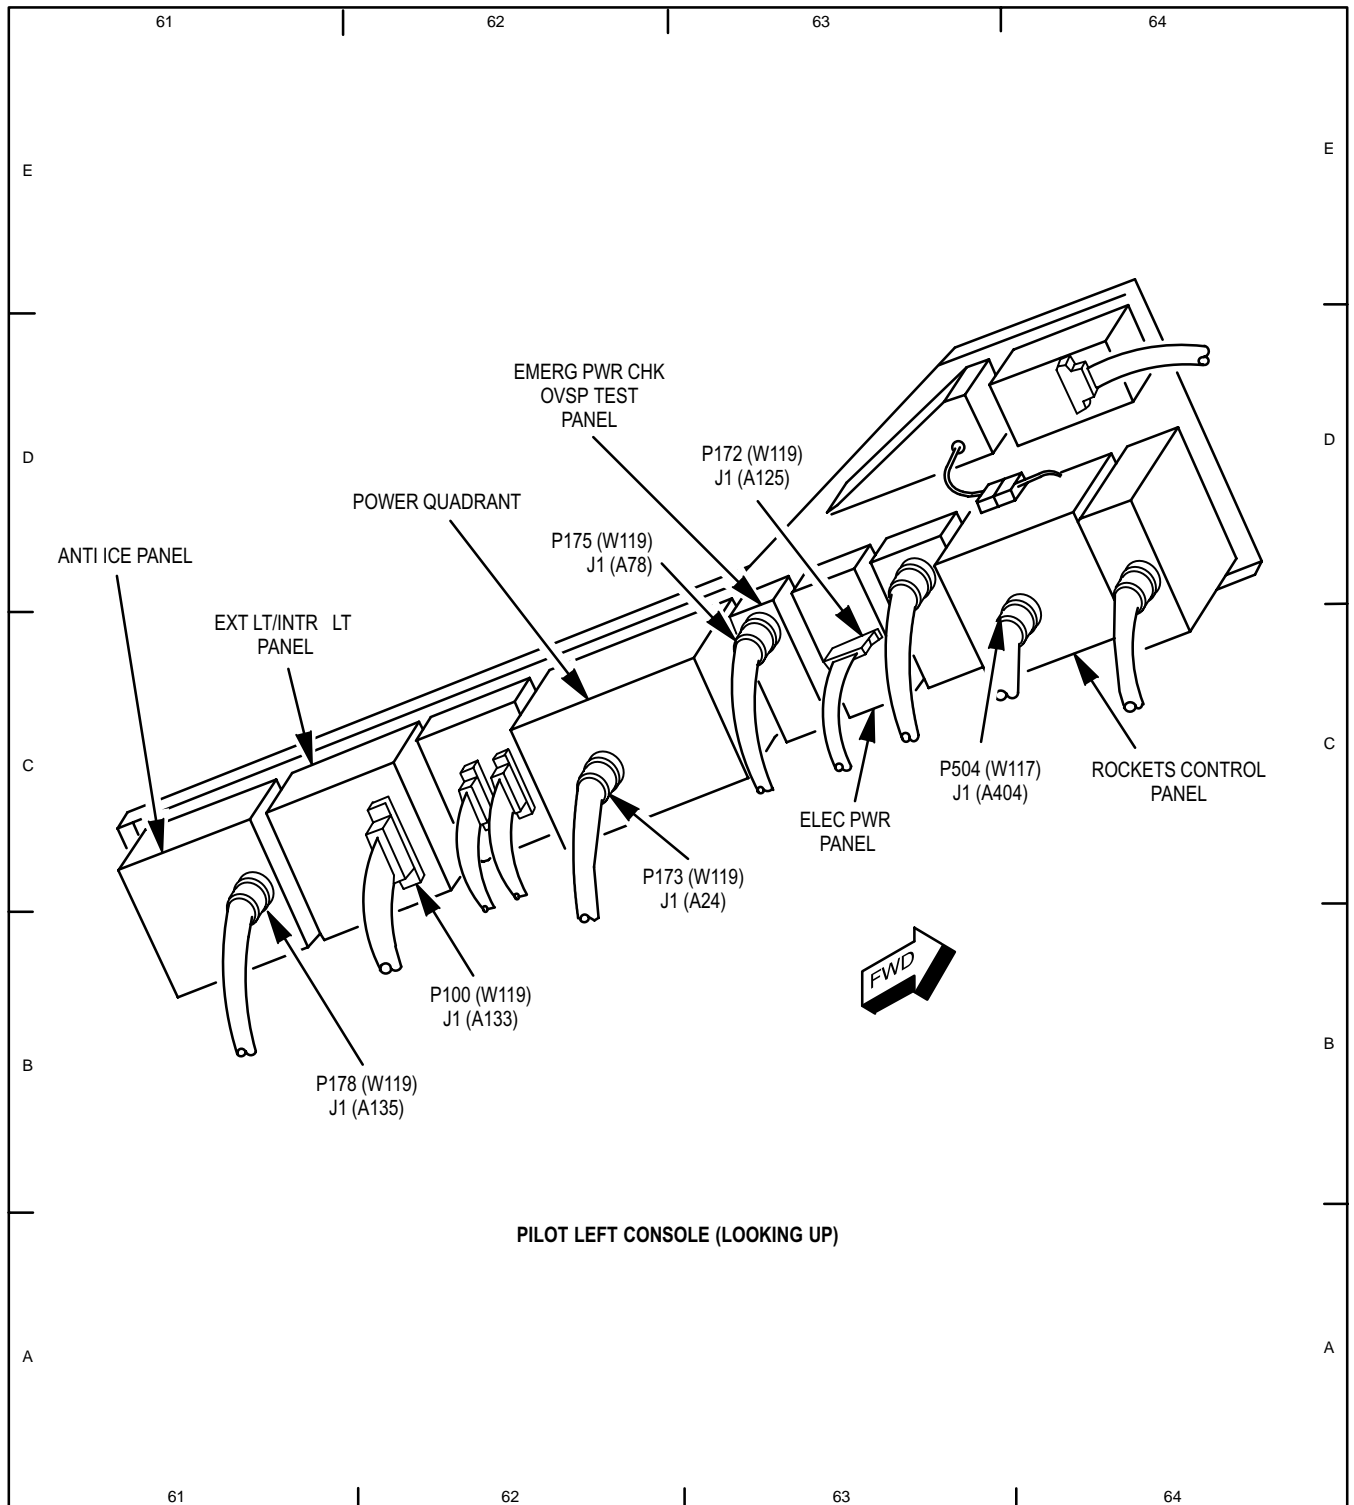 61 62 63 64
E E
EMERG PWR CHK
OVSP TEST
PANEL
D D
P172 (W119)
J1 (A125)
POWER QUADRANT
P175 (W119)
J1 (A78)
ANTI ICE PANEL
EXT LT/INTR LT
PANEL
C C
P504 (W117)
J1 (A404)
ROCKETS CONTROL
PANEL
ELEC PWR
PANEL
P173 (W119)
J1 (A24)
FWD
P100 (W119)
J1 (A133)
B B
P178 (W119)
J1 (A135)
PILOT LEFT CONSOLE (LOOKING UP)
A A
61 62 63 64